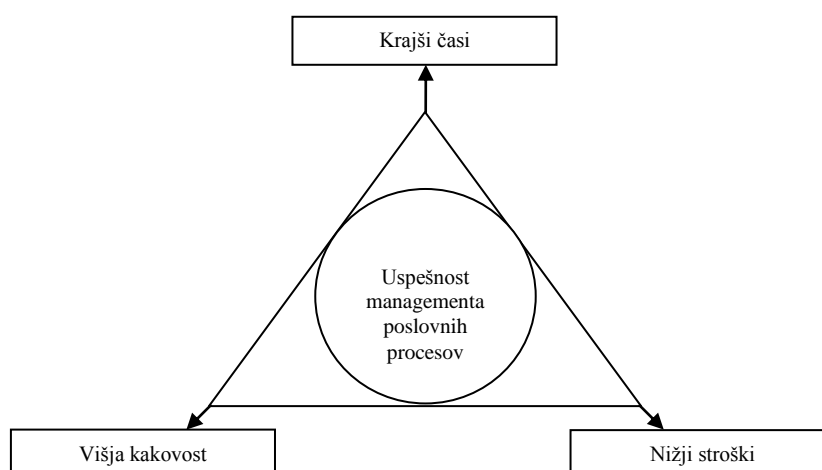 Krajši časi
Uspešnost
managementa
poslovnih
procesov
Višja kakovost
Nižji stroški